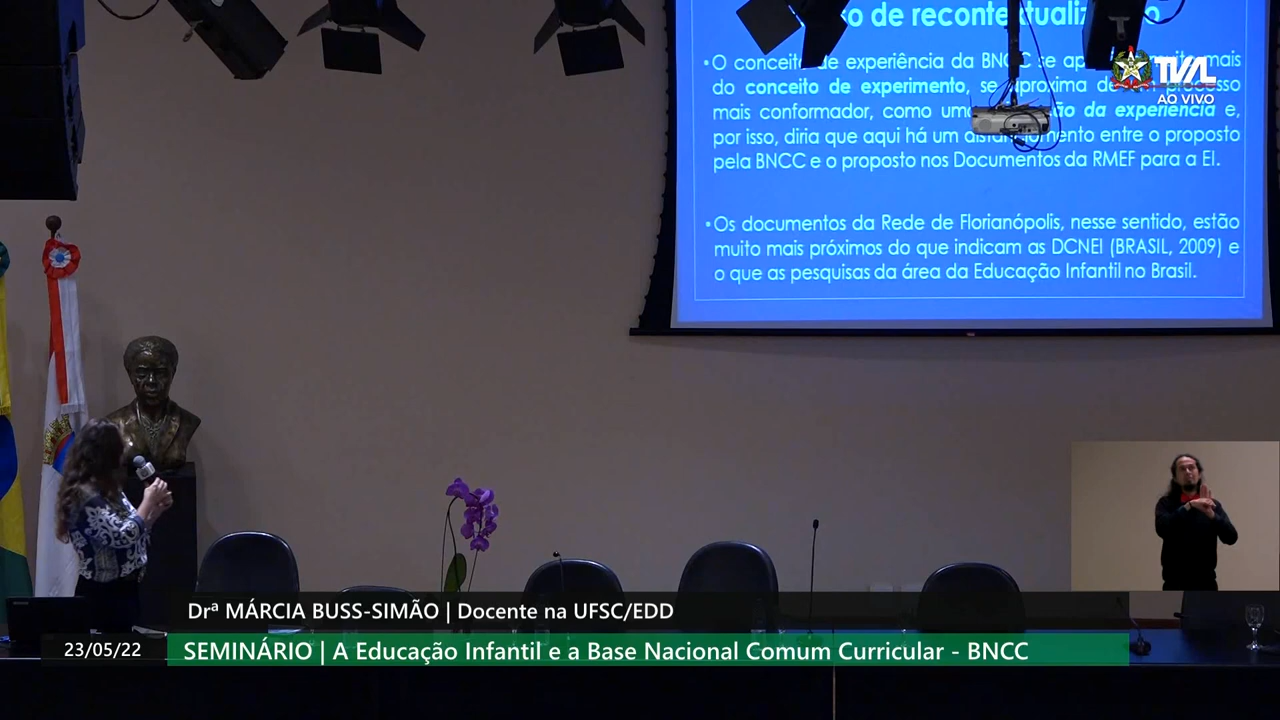 de recontextualiz
• O conceito de experiência da BNCC se mais
do conceito de experimento, se aproxima de processo
mais conformador, como uma da experiência e,
por isso, diria que aqui há um distanciamento entre o proposto
pela BNCC e o proposto nos Documentos da RMEF para a EI.
• Os documentos da Rede de Florianópolis, nesse sentido, estão
muito mais próximos do que indicam as DCNEI (BRASIL, 2009) e
o que as pesquisas da área da Educação Infantil no Brasil.
TVAL
AO VIVO
Drª MÁRCIA BUSS-SIMÃO | Docente na UFSC/EDD
23/05/22 SEMINÁRIO | A Educação Infantil e a Base Nacional Comum Curricular - BNCC